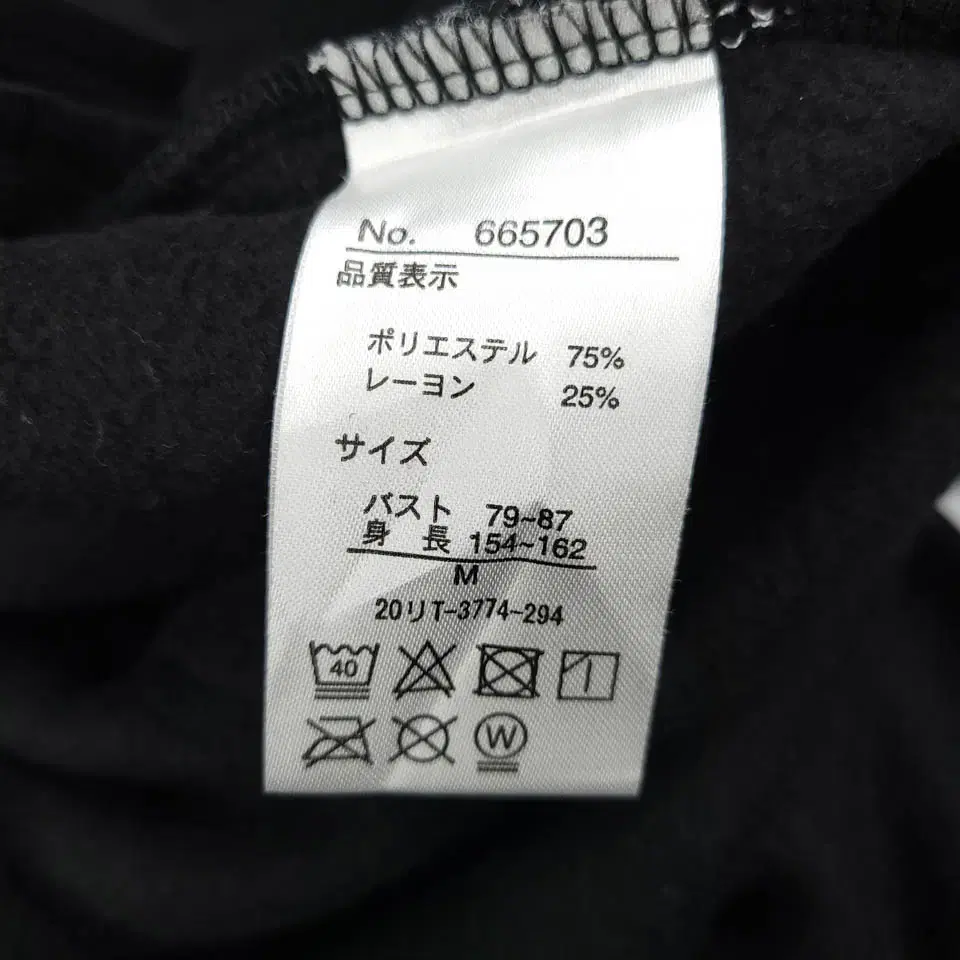 No. 665703
品質表示
ポリエステル 75%
レーヨン 25%
サイズ
バスト 79~87
身 長 154~162
M
20リT-3774-294
40
W